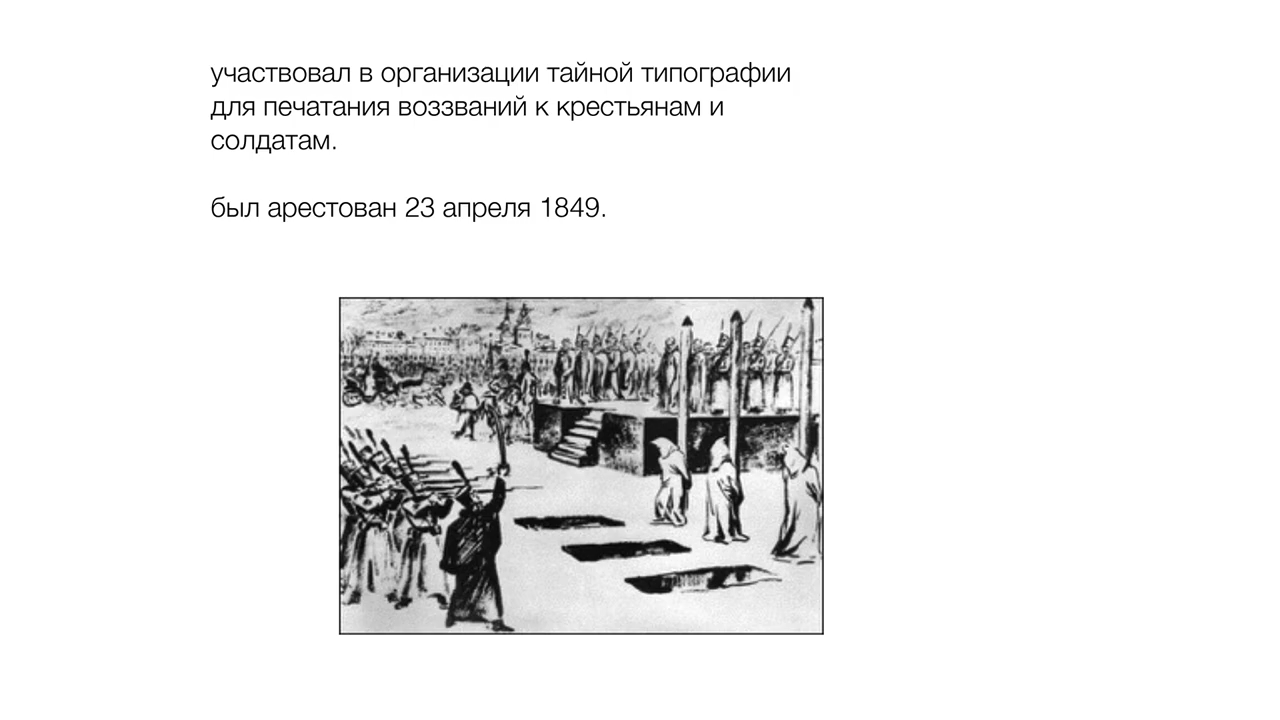 участвовал в организации тайной типографии
для печатания воззваний к крестьянам и
солдатам.
был арестован 23 апреля 1849.